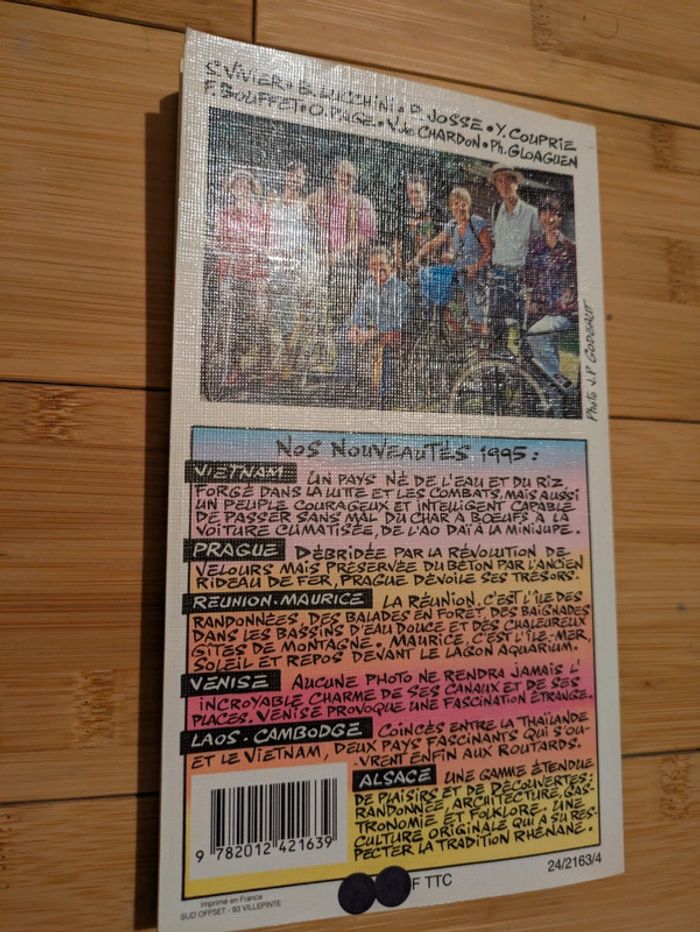 S. VIVIER • B. LUCCHINI • P. JOSSE • Y. COUPRIE
F. BOUFFET • O. PAGE • V. de CHARDON • Ph. GLOAGUEN
Photo J.P GODEAUT
NOS NOUVEAUTÉS 1995 :
VIETNAM UN PAYS NÉ DE L'EAU ET DU RIZ,
FORGÉ DANS LA LUTTE ET LES COMBATS, MAIS AUSSI
UN PEUPLE COURAGEUX ET INTELLIGENT CAPABLE
DE PASSER SANS MAL DU CHAR À BŒUFS À LA
VOITURE CLIMATISÉE, DE L'AO DAÏ À LA MINIJUPE.
PRAGUE DÉBRIDÉE PAR LA RÉVOLUTION DE
VELOURS MAIS PRÉSERVÉE DU BÉTON PAR L'ANCIEN
RIDEAU DE FER, PRAGUE DÉVOILE SES TRÉSORS.
REUNION. MAURICE LA RÉUNION, C'EST L'ÎLE DES
RANDONNÉES, DES BALADES EN FORÊT, DES BAIGNADES
DANS LES BASSINS D'EAU DOUCE ET DES CHALEUREUX
GÎTES DE MONTAGNE. MAURICE, C'EST L'ÎLE-MER,
SOLEIL ET REPOS DEVANT LE LAGON AQUARIUM.
VENISE AUCUNE PHOTO NE RENDRA JAMAIS L'
INCROYABLE CHARME DE SES CANAUX ET DE SES
PLACES. VENISE PROVOQUE UNE FASCINATION ÉTRANGE.
LAOS. CAMBODGE COINCÉS ENTRE LA THAÏLANDE
ET LE VIETNAM, DEUX PAYS FASCINANTS QUI S'OU-
-VRENT ENFIN AUX ROUTARDS.
ALSACE UNE GAMME ÉTENDUE
DE PLAISIRS ET DE DÉCOUVERTES :
RANDONNÉE, ARCHITECTURE, GAS-
TRONOMIE ET FOLKLORE. UNE
CULTURE ORIGINALE QUI A SU RES-
PECTER LA TRADITION RHÉNANE.
9 782012 421639
F TTC
24/2163/4
Imprimé en France
SUD OFFSET - 93 VILLEPINTE